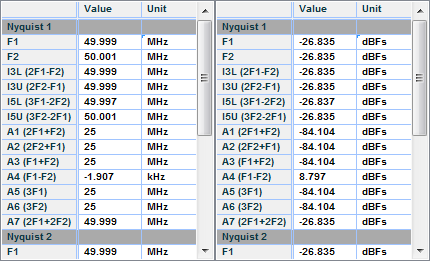 Value Unit
Nyquist 1
F1 49.999 MHz
F2 50.001 MHz
I3L (2F1-F2) 49.999 MHz
I3U (2F2-F1) 49.999 MHz
I5L (3F1-2F2) 49.997 MHz
I5U (3F2-2F1) 50.001 MHz
A1 (2F1+F2) 25 MHz
A2 (2F2+F1) 25 MHz
A3 (F1+F2) 25 MHz
A4 (F1-F2) -1.907 kHz
A5 (3F1) 25 MHz
A6 (3F2) 25 MHz
A7 (2F1+2F2) 49.999 MHz
Nyquist 2
F1 49.999 MHz
Value Unit
Nyquist 1
F1 -26.835 dBFs
F2 -26.835 dBFs
I3L (2F1-F2) -26.835 dBFs
I3U (2F2-F1) -26.835 dBFs
I5L (3F1-2F2) -26.837 dBFs
I5U (3F2-2F1) -26.835 dBFs
A1 (2F1+F2) -84.104 dBFs
A2 (2F2+F1) -84.104 dBFs
A3 (F1+F2) -84.104 dBFs
A4 (F1-F2) 8.797 dBFs
A5 (3F1) -84.104 dBFs
A6 (3F2) -84.104 dBFs
A7 (2F1+2F2) -26.835 dBFs
Nyquist 2
F1 -26.835 dBFs